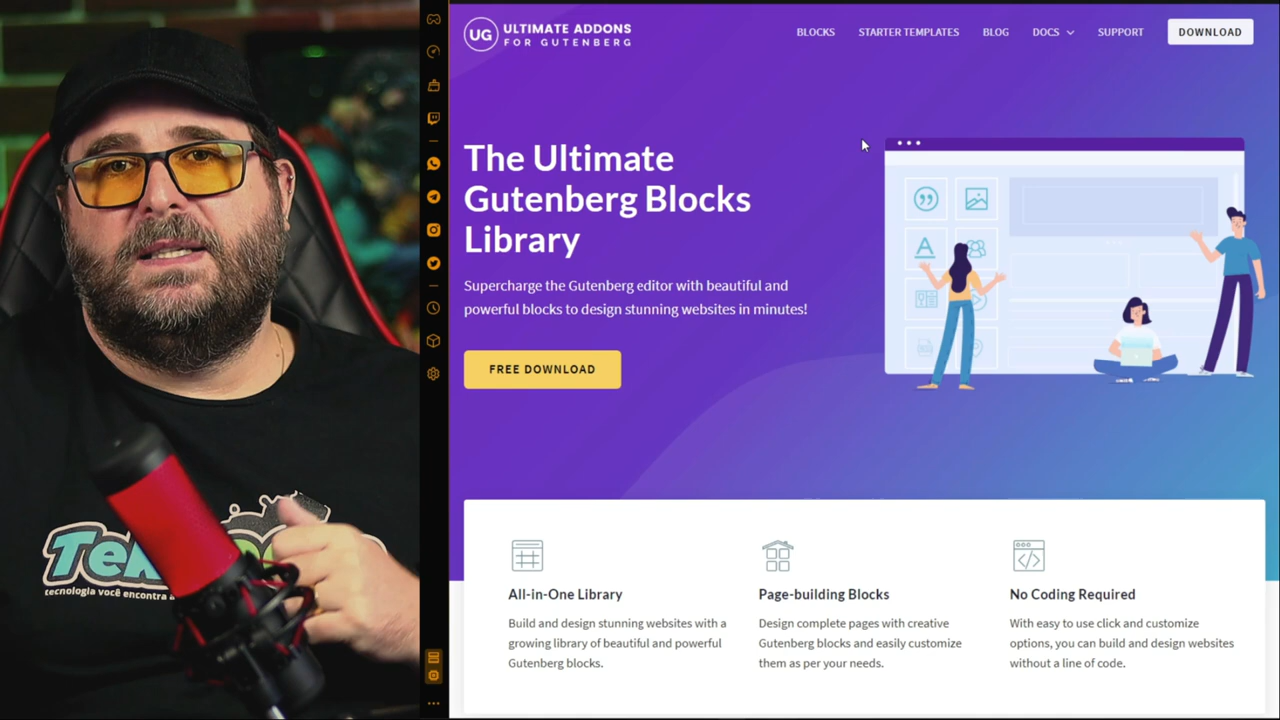 UG
ULTIMATE ADDONS
FOR GUTENBERG
BLOCKS
STARTER TEMPLATES
BLOG
DOCS
SUPPORT
DOWNLOAD
The Ultimate
Gutenberg Blocks
Library
Supercharge the Gutenberg editor with beautiful and
powerful blocks to design stunning websites in minutes!
FREE DOWNLOAD
All-in-One Library
Build and design stunning websites with a
growing library of beautiful and powerful
Gutenberg blocks.
Page-building Blocks
Design complete pages with creative
Gutenberg blocks and easily customize
them as per your needs.
No Coding Required
With easy to use click and customize
options, you can build and design websites
without a line of code.
tecnologia você encontra